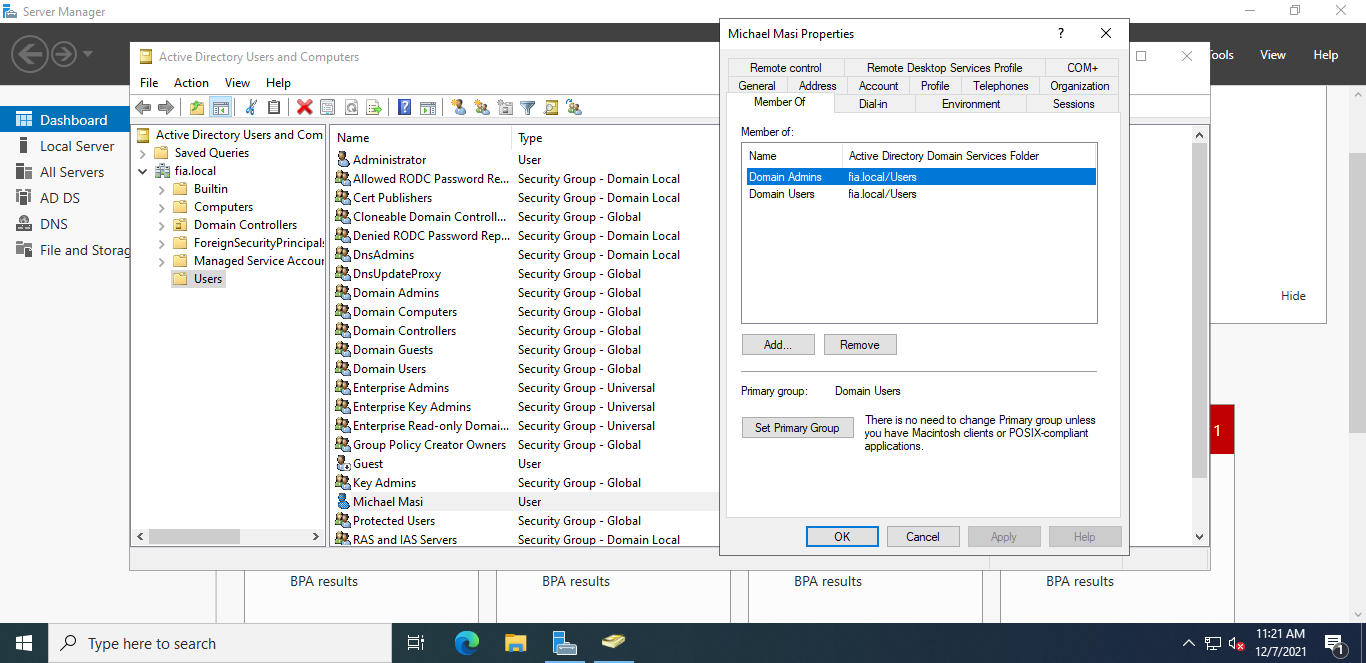 Server Manager
Dashboard
Local Server
All Servers
AD DS
DNS
File and Storag
Tools View Help
Hide
1
BPA results BPA results BPA results BPA results
Active Directory Users and Computers
File Action View Help
Active Directory Users and Com
Saved Queries
fia.local
Builtin
Computers
Domain Controllers
ForeignSecurityPrincipals
Managed Service Accour
Users
Name Type
Administrator User
Allowed RODC Password Re... Security Group - Domain Local
Cert Publishers Security Group - Domain Local
Cloneable Domain Controll... Security Group - Global
Denied RODC Password Rep... Security Group - Domain Local
DnsAdmins Security Group - Domain Local
DnsUpdateProxy Security Group - Global
Domain Admins Security Group - Global
Domain Computers Security Group - Global
Domain Controllers Security Group - Global
Domain Guests Security Group - Global
Domain Users Security Group - Global
Enterprise Admins Security Group - Universal
Enterprise Key Admins Security Group - Universal
Enterprise Read-only Domai... Security Group - Universal
Group Policy Creator Owners Security Group - Global
Guest User
Key Admins Security Group - Global
Michael Masi User
Protected Users Security Group - Global
RAS and IAS Servers Security Group - Domain Local
Michael Masi Properties ?
Remote control Remote Desktop Services Profile COM+
General Address Account Profile Telephones Organization
Member Of Dial-in Environment Sessions
Member of:
Name Active Directory Domain Services Folder
Domain Admins fia.local/Users
Domain Users fia.local/Users
Add... Remove
Primary group: Domain Users
Set Primary Group
There is no need to change Primary group unless
you have Macintosh clients or POSIX-compliant
applications.
OK Cancel Apply Help
Type here to search
11:21 AM
12/7/2021
1